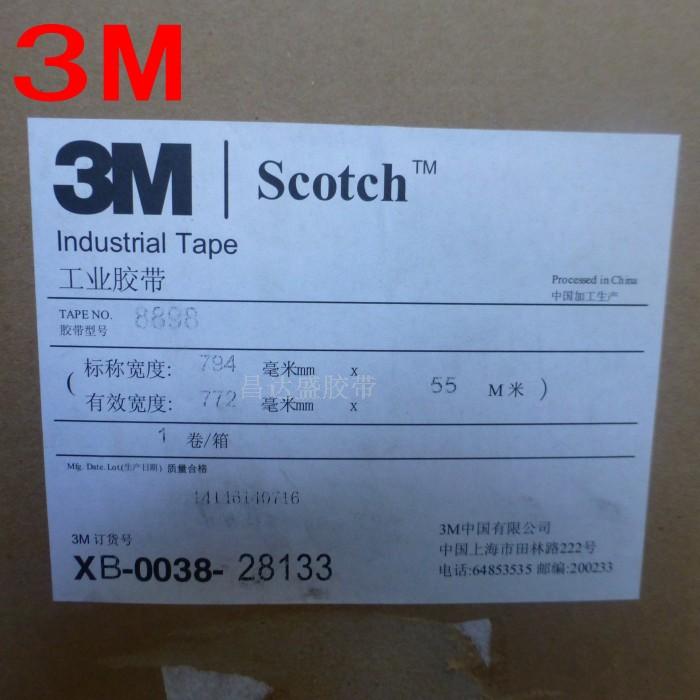 3M
3M | Scotch™
Industrial Tape
工业胶带
Processed in China
中国加工生产
TAPE NO. 8898
胶带型号
( 标称宽度: 794 毫米mm x 55 M 米 )
有效宽度: 772 毫米mm x
昌达盛胶带
1 卷/箱
Mfg. Date. Lot(生产日期) 质量合格
14146140716
3M 订货号
XB-0038- 28133
3M中国有限公司
中国上海市田林路222号
电话:64853535 邮编:200233